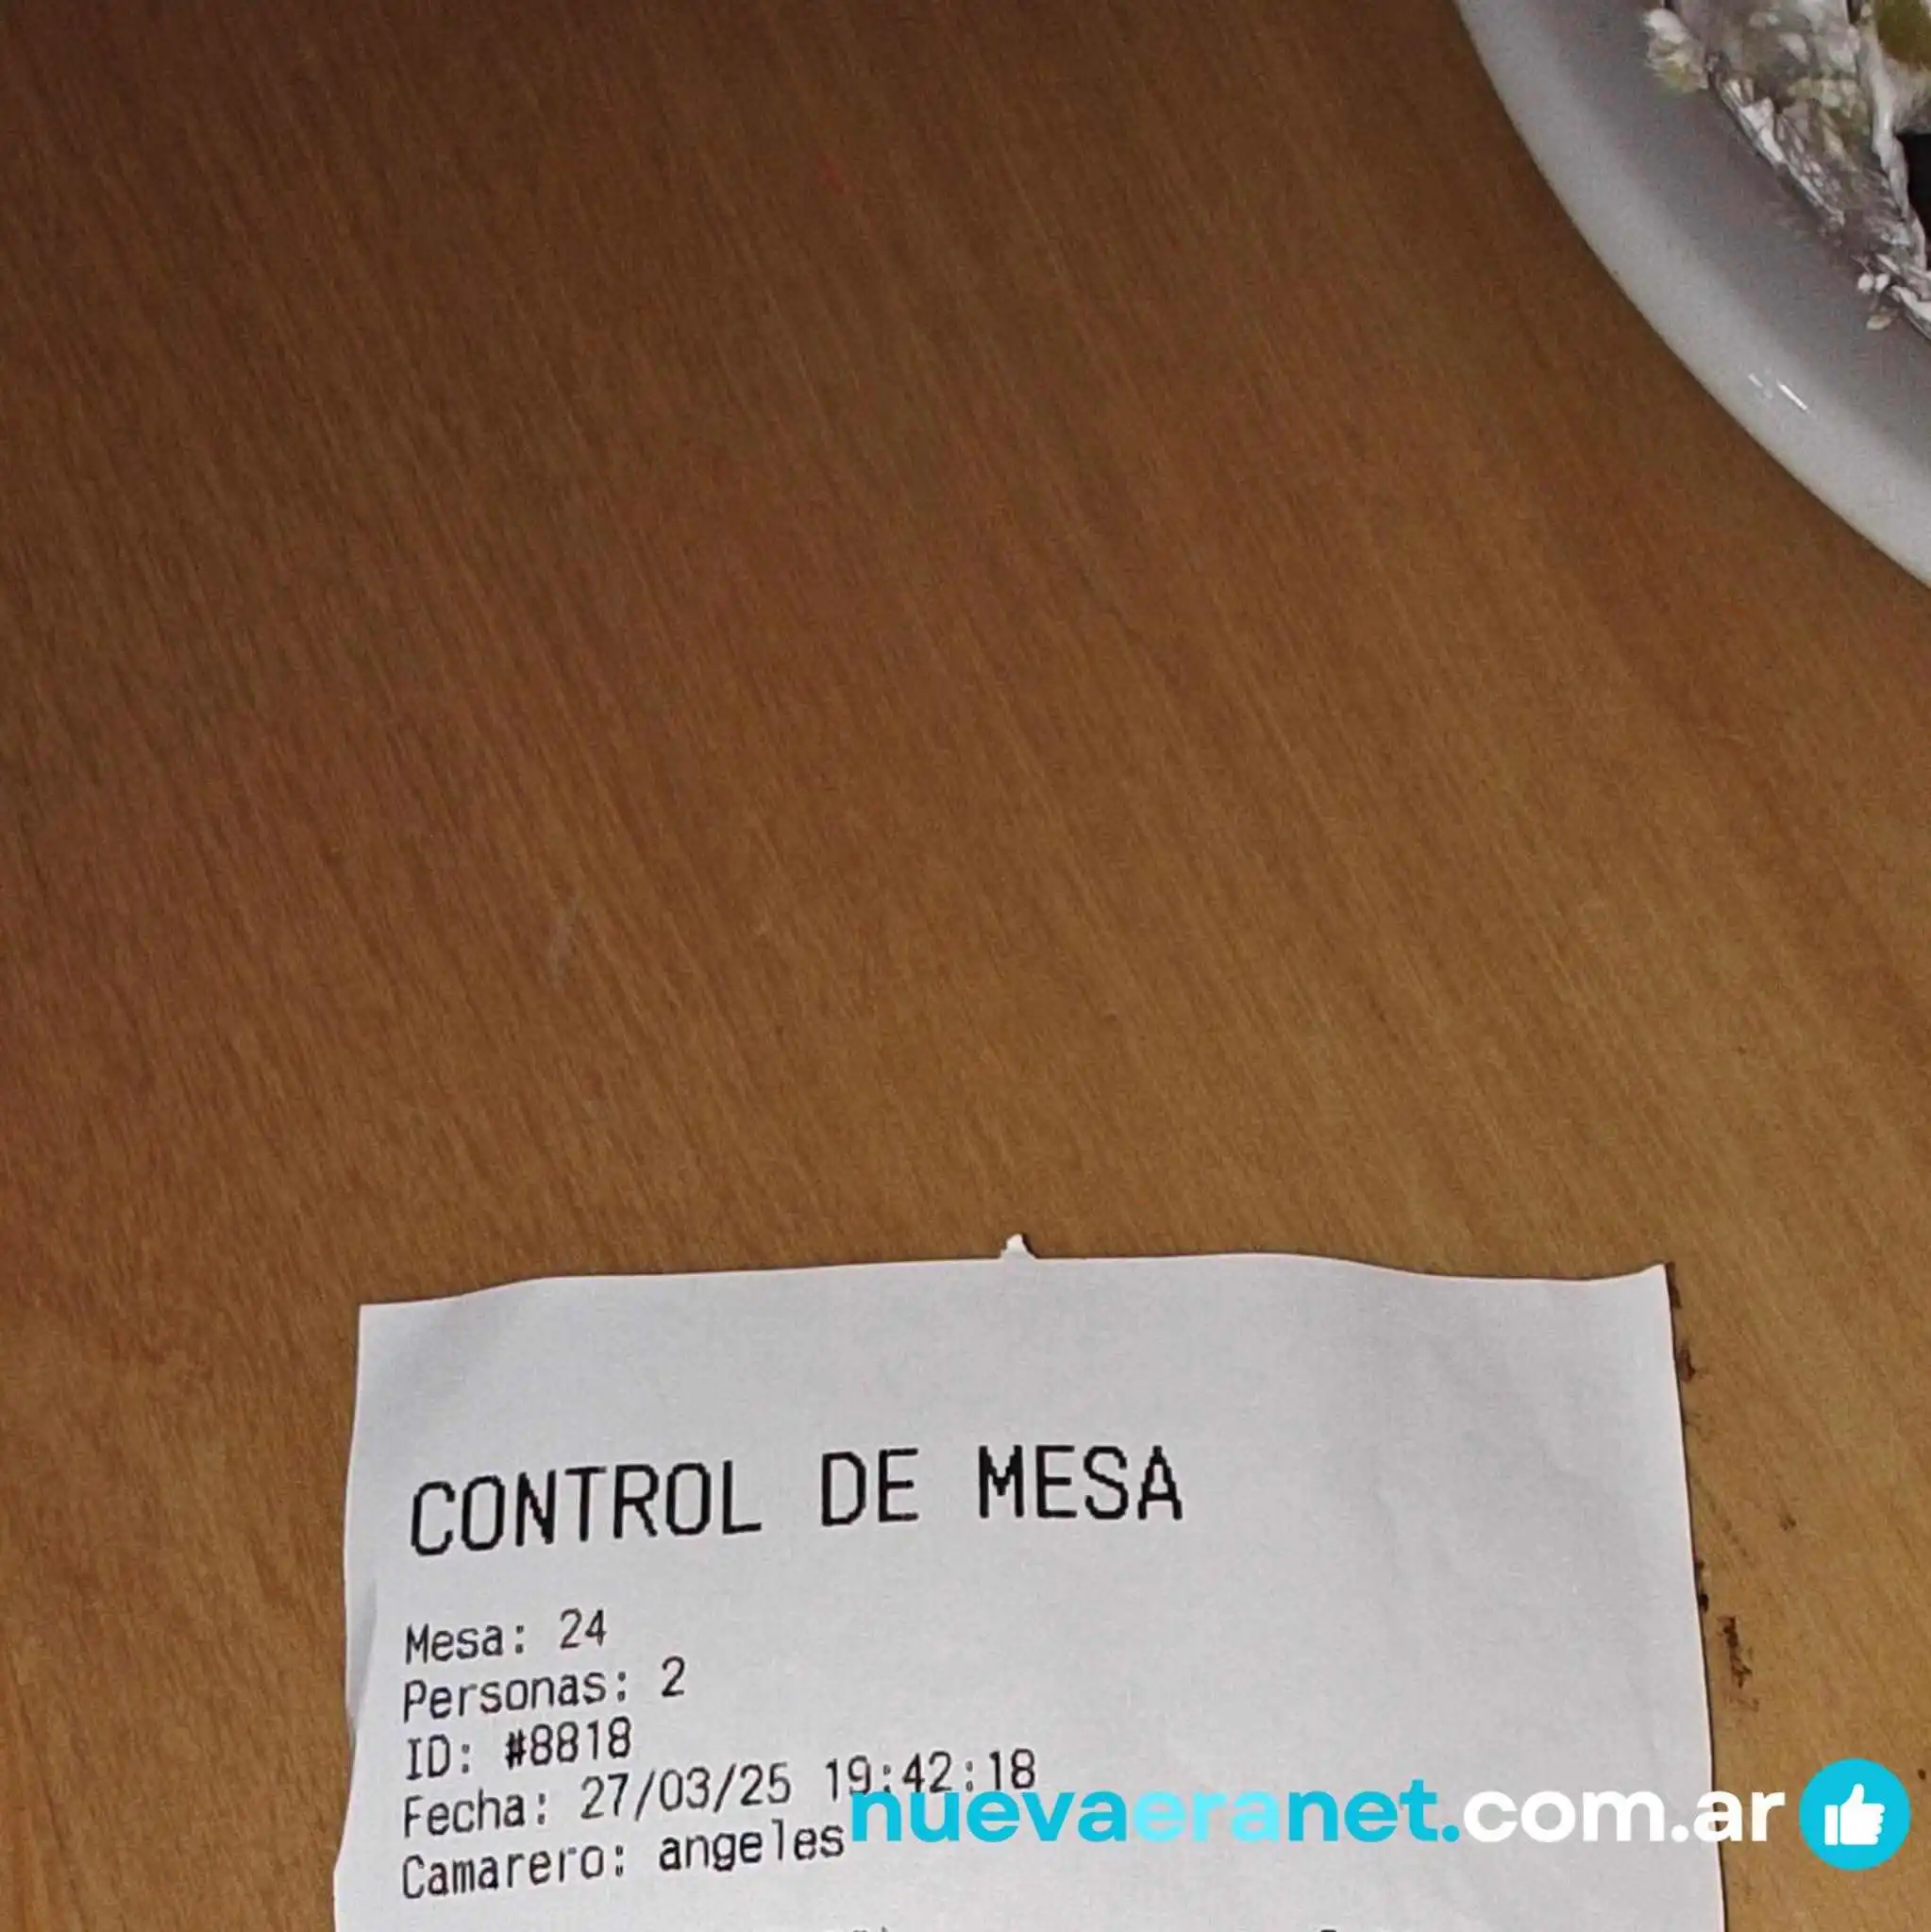 CONTROL DE MESA
Mesa: 24
Personas: 2
ID: #8818
Fecha: 27/03/25 19:42:18
Camarero: angeles
nuevaeranet.com.ar